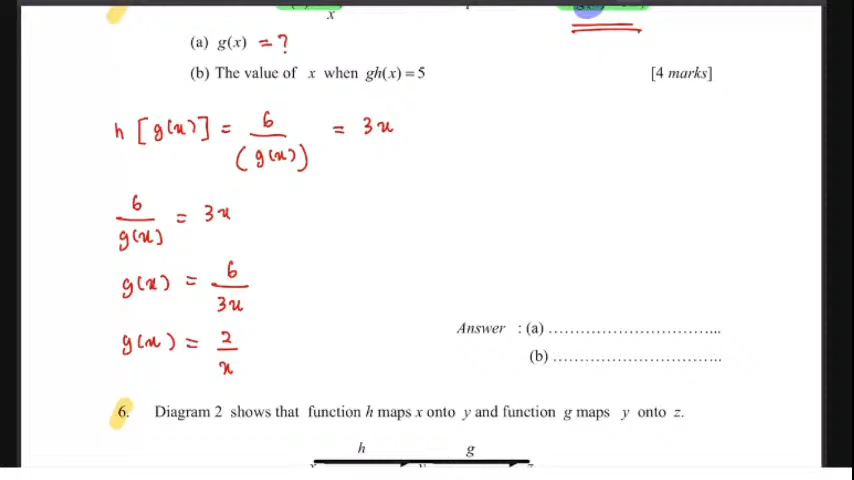 x
(a) g(x) = ?
(b) The value of x when gh(x) = 5 [4 marks]
h [g(x)] = 6 / (g(x)) = 3x
6 / g(x) = 3x
g(x) = 6 / 3x
g(x) = 2 / x
Answer : (a) ................................
(b) ................................
6. Diagram 2 shows that function h maps x onto y and function g maps y onto z.
h g